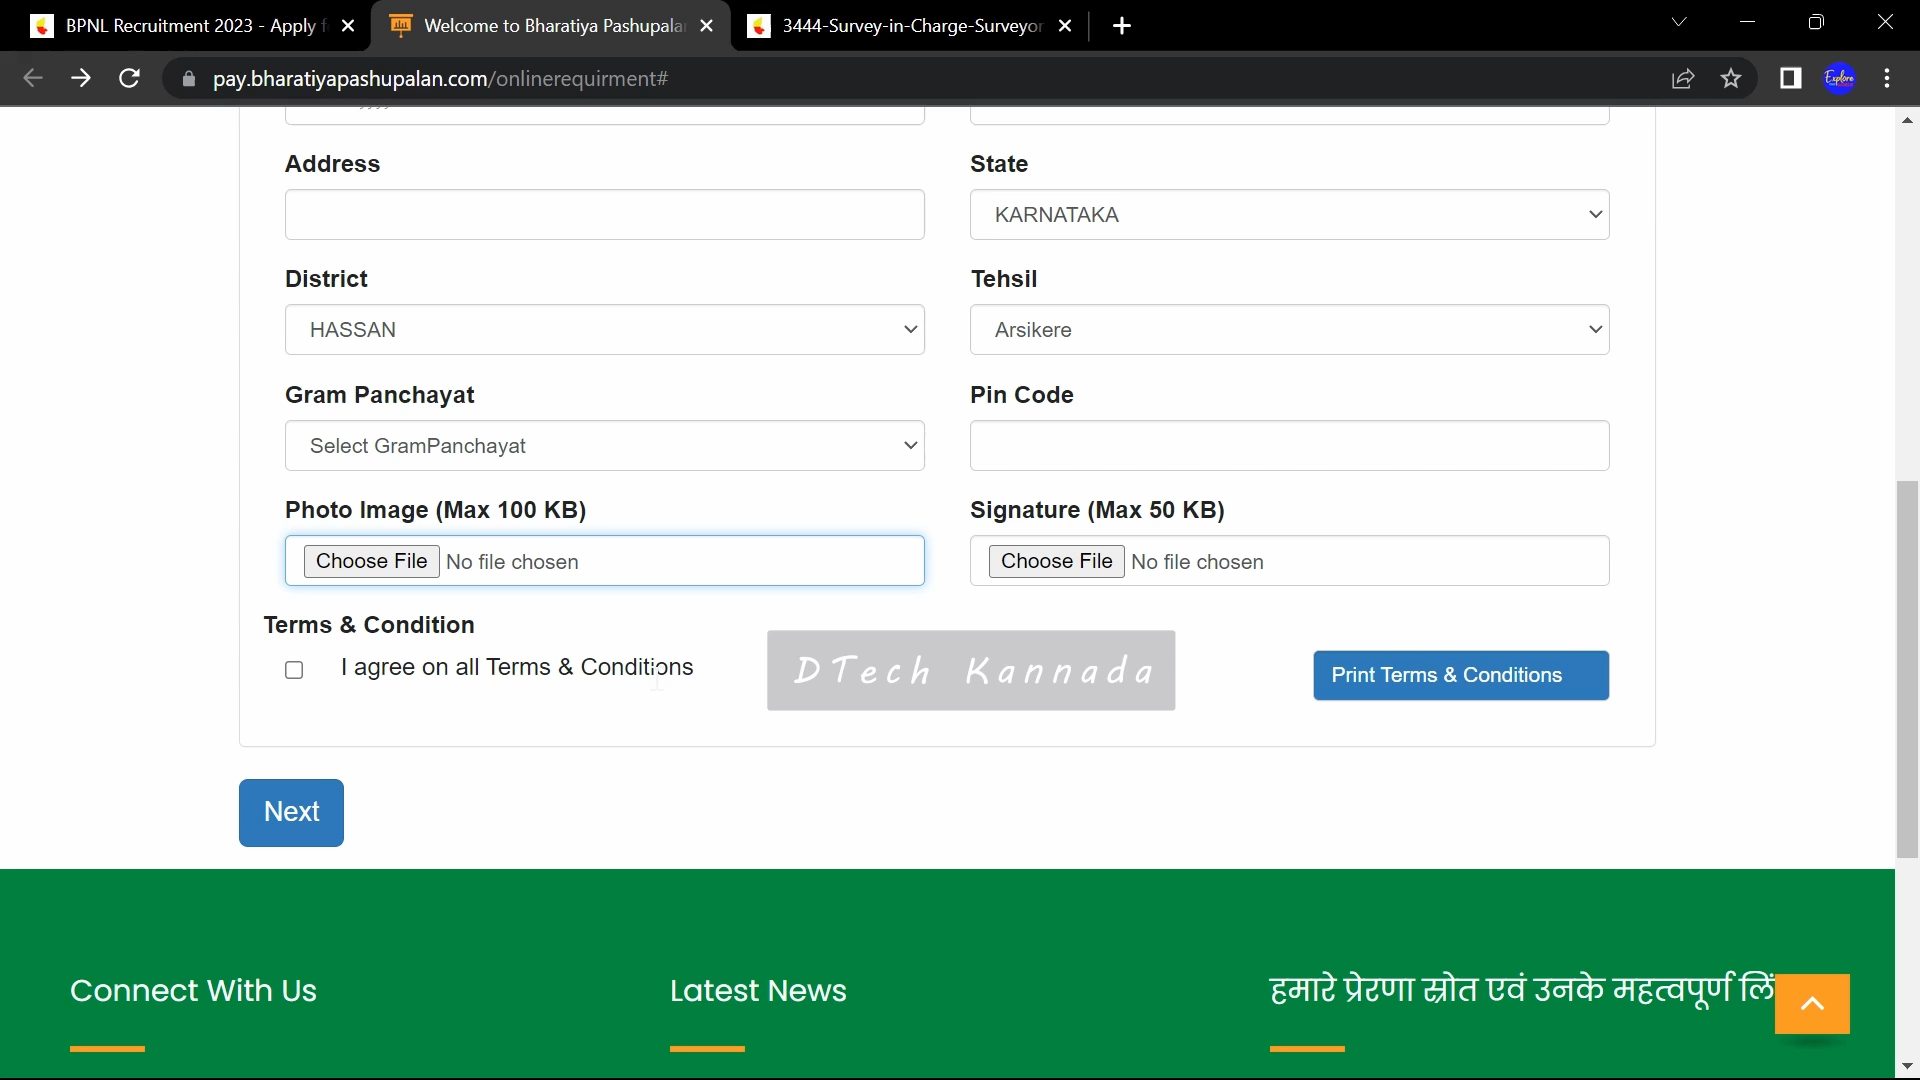 BPNL Recruitment 2023 - Apply f
Welcome to Bharatiya Pashupala
3444-Survey-in-Charge-Surveyor
pay.bharatiyapashupalan.com/onlinerequirment#
Explore
Address
State
KARNATAKA
District
Tehsil
HASSAN
Arsikere
Gram Panchayat
Pin Code
Select GramPanchayat
Photo Image (Max 100 KB)
Signature (Max 50 KB)
Choose File No file chosen
Choose File No file chosen
Terms & Condition
I agree on all Terms & Conditions
DTech Kannada
Print Terms & Conditions
Next
Connect With Us
Latest News
हमारे प्रेरणा स्रोत एवं उनके महत्वपूर्ण लिं